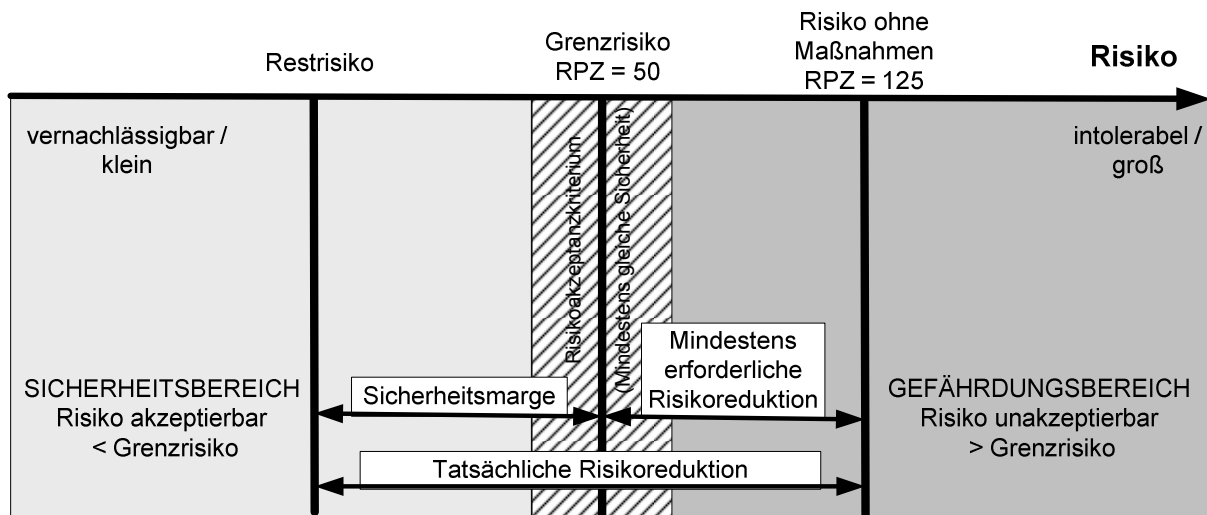 Restrisiko
Grenzrisiko
RPZ = 50
Risiko ohne
Maßnahmen
RPZ = 125
Risiko
vernachlässigbar /
klein
intolerabel /
groß
Risikoakzeptanzkriterium
(Mindestens gleiche Sicherheit)
SICHERHEITSBEREICH
Risiko akzeptierbar
< Grenzrisiko
Sicherheitsmarge
Mindestens
erforderliche
Risikoreduktion
GEFÄHRDUNGSBEREICH
Risiko unakzeptierbar
> Grenzrisiko
Tatsächliche Risikoreduktion